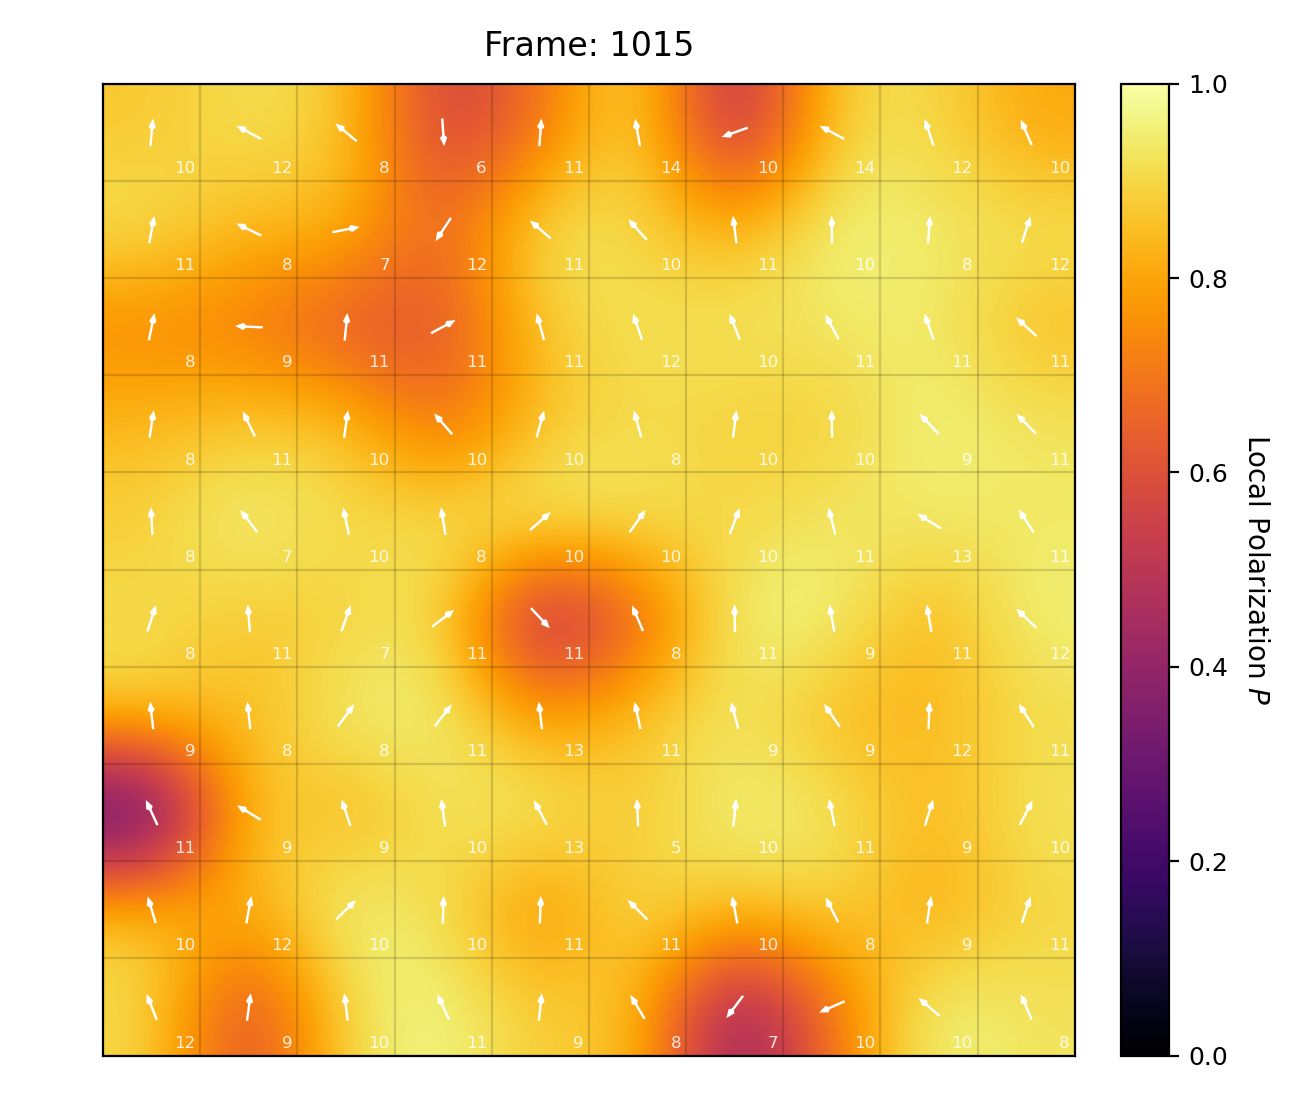 Frame: 1015
10 12 8 6 11 14 10 14 12 10
11 8 7 12 11 10 11 10 8 12
8 9 11 11 11 12 10 11 11 11
8 11 10 10 10 8 10 10 9 11
8 7 10 8 10 10 10 11 13 11
8 11 7 11 11 8 11 9 11 12
9 8 8 11 13 11 9 9 12 11
11 9 9 10 13 5 10 11 9 10
10 12 10 10 11 11 10 8 9 11
12 9 10 11 9 8 7 10 10 8
1.0
0.8
0.6
0.4
0.2
0.0
Local Polarization P